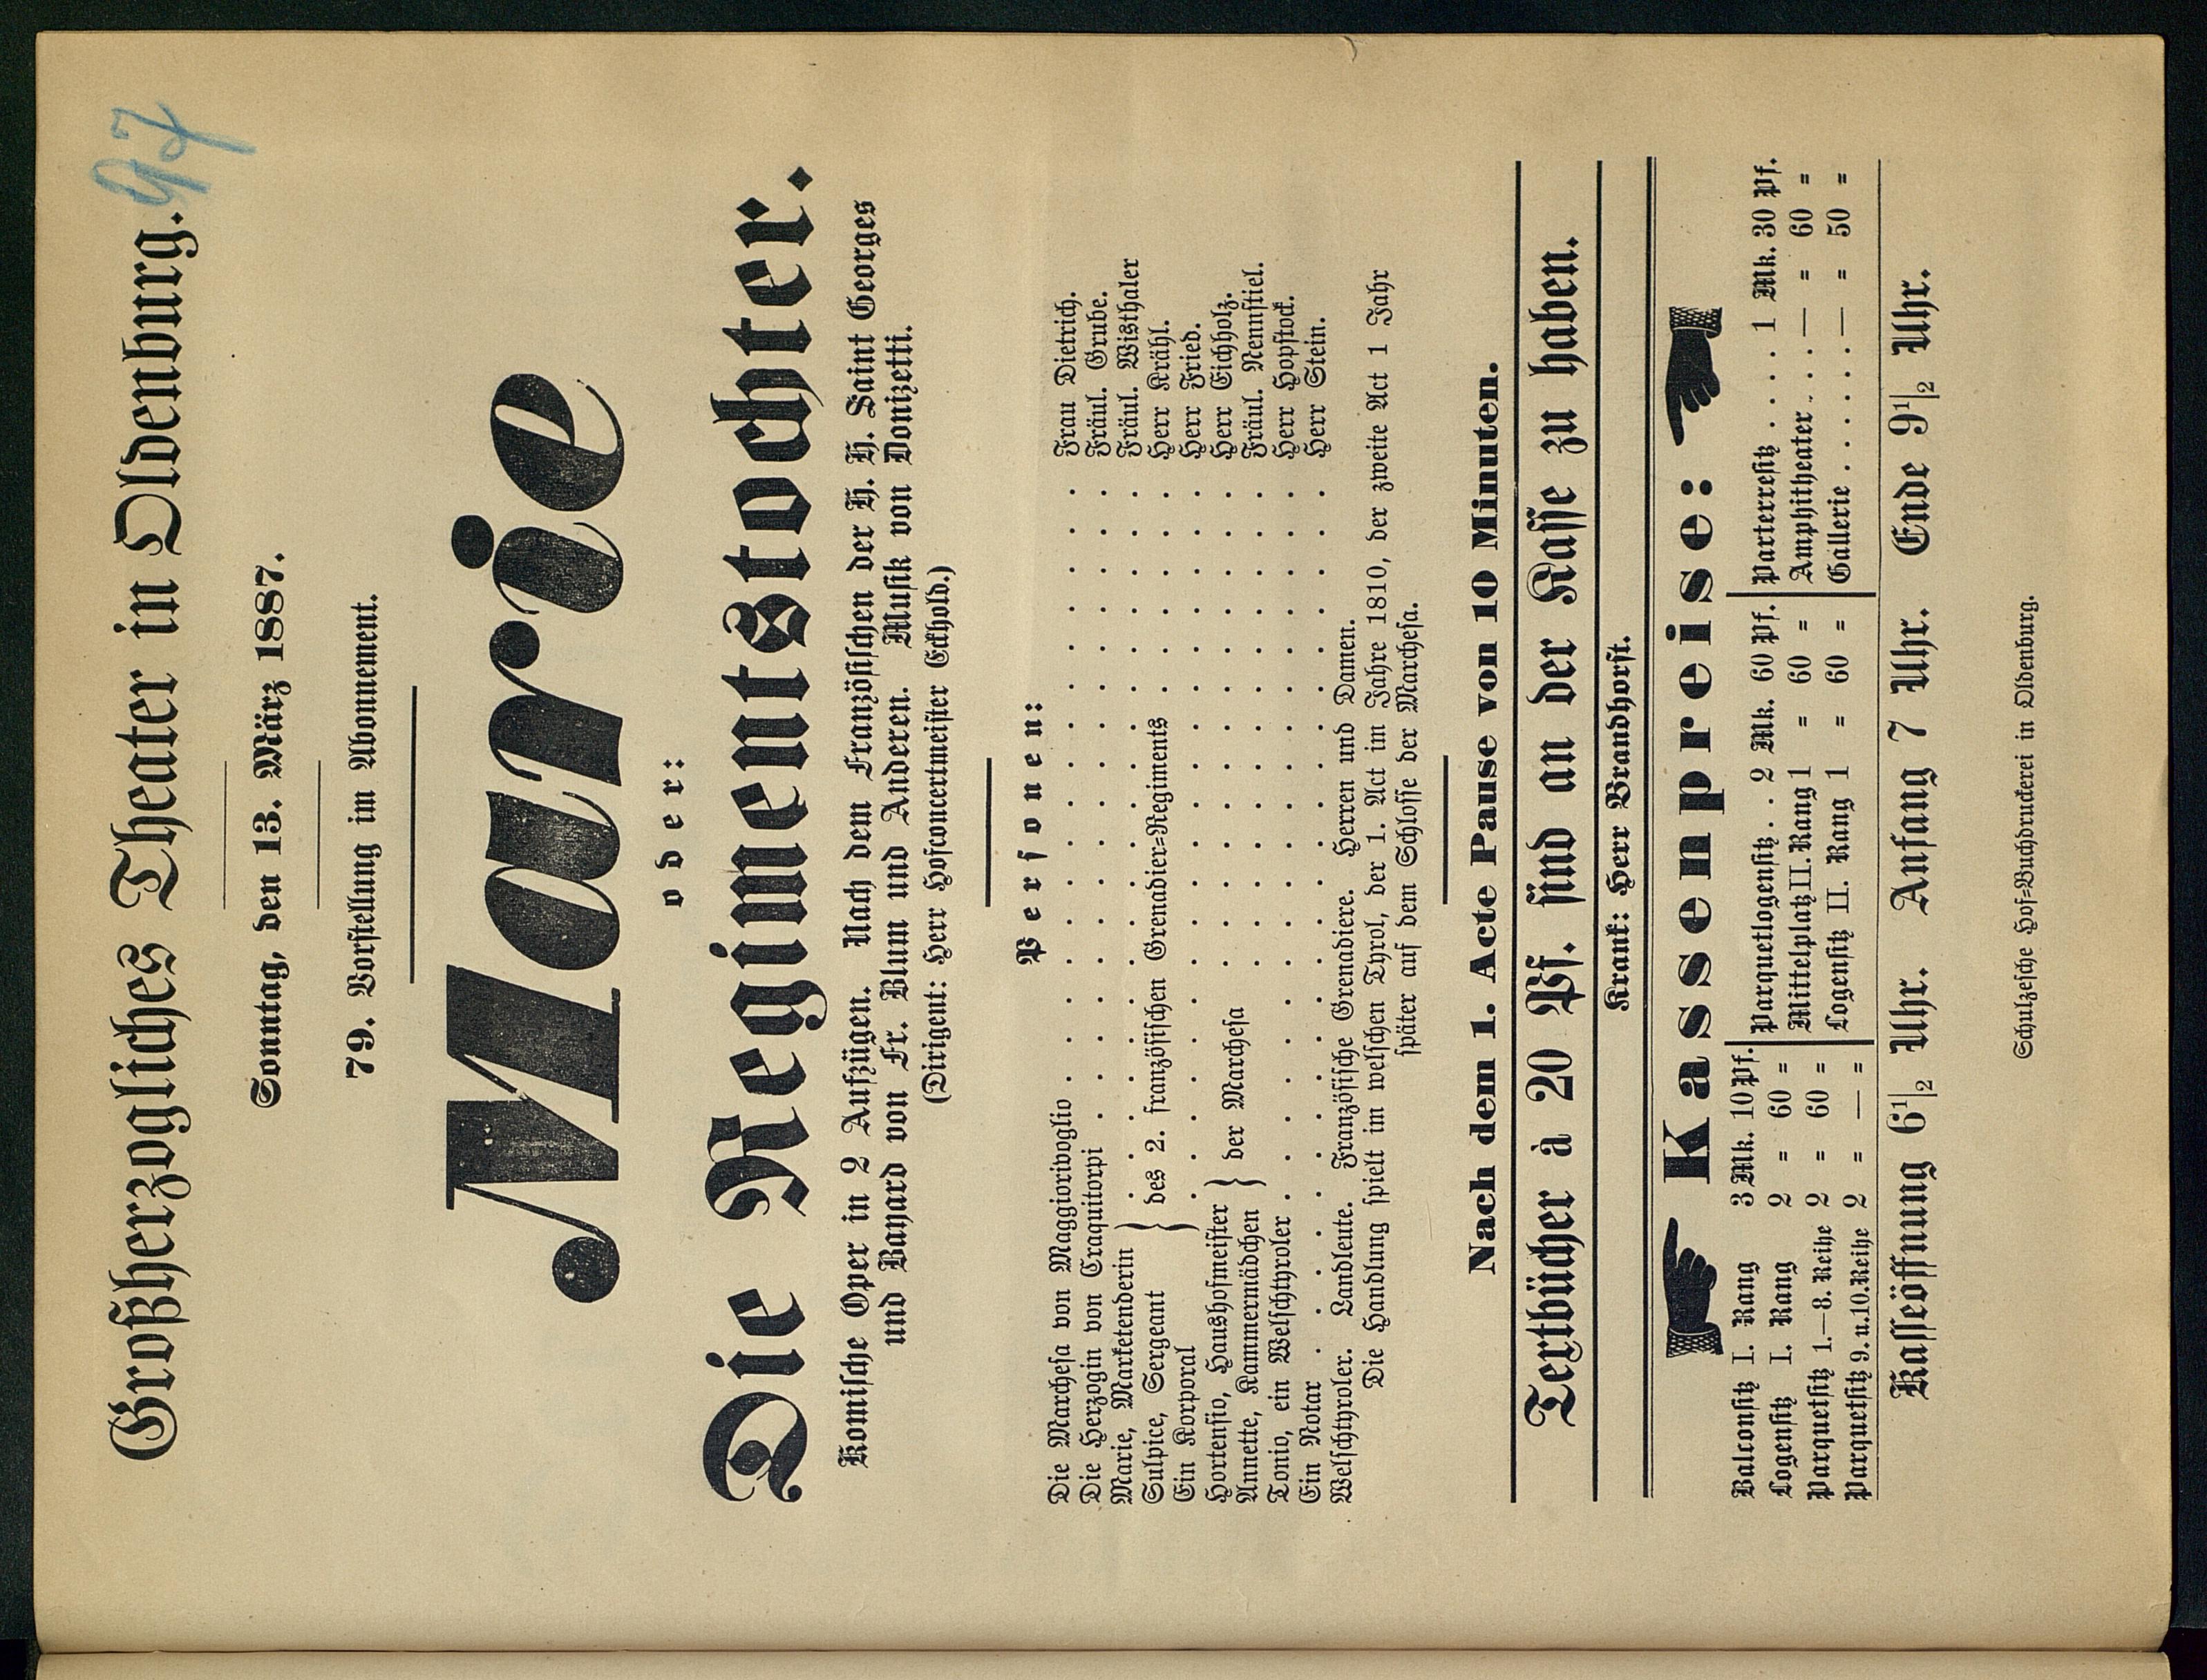 97
Großherzogliches Theater in Oldenburg.
Sonntag, den 13. März 1887.
79. Vorstellung im Abonnement.
Marie
oder:
Die Regimentstochter.
Komische Oper in 2 Aufzügen. Nach dem Französischen der H. H. Saint Georges
und Bayard von Fr. Blum und Anderen. Musik von Donizetti.
(Dirigent: Herr Hofconcertmeister Eckhold.)
Personen:
Die Marchesa von Maggiorivoglio . . . . . . . . . . Frau Dietrich.
Die Herzogin von Craquitorpi . . . . . . . . . . Fräul. Grube.
Marie, Marketenderin . . . . . . . . . . Fräul. Wisthaler
Sulpice, Sergeant } des 2. französischen Grenadier=Regiments . . . . Herr Krähl.
Ein Korporal . . . . . . . . . . Herr Fried.
Hortensio, Haushofmeister } der Marchesa . . . . . . . Herr Eichholz.
Annette, Kammermädchen . . . . . . . Fräul. Nennstiel.
Tonio, ein Welschtyroler . . . . . . . . . . Herr Hopstock.
Ein Notar . . . . . . . . . . Herr Stein.
Welschtyroler. Landleute. Französische Grenadiere. Herren und Damen.
Die Handlung spielt im welschen Tyrol, der 1. Act im Jahre 1810, der zweite Act 1 Jahr
später auf dem Schlosse der Marchesa.
Nach dem 1. Acte Pause von 10 Minuten.
Textbücher à 20 Pf. sind an der Kasse zu haben.
Krank: Herr Brandhorst.
Kassenpreise:
Balconsitz I. Rang 3 Mk. 10 Pf.
Logensitz I. Rang 2 = 60 =
Parquetsitz 1.—8. Reihe 2 = 60 =
Parquetsitz 9. u. 10. Reihe 2 = — =
Parquetlogensitz . . 2 Mk. 60 Pf.
Mittelplatz II. Rang 1 = 60 =
Logensitz II. Rang 1 = 60 =
Parterresitz . . . . 1 Mk. 30 Pf.
Amphitheater . . . — = 60 =
Gallerie . . . . . . — = 50 =
Kasseöffnung 6 1/2 Uhr. Anfang 7 Uhr. Ende 9 1/2 Uhr.
Schulzesche Hof=Buchdruckerei in Oldenburg.